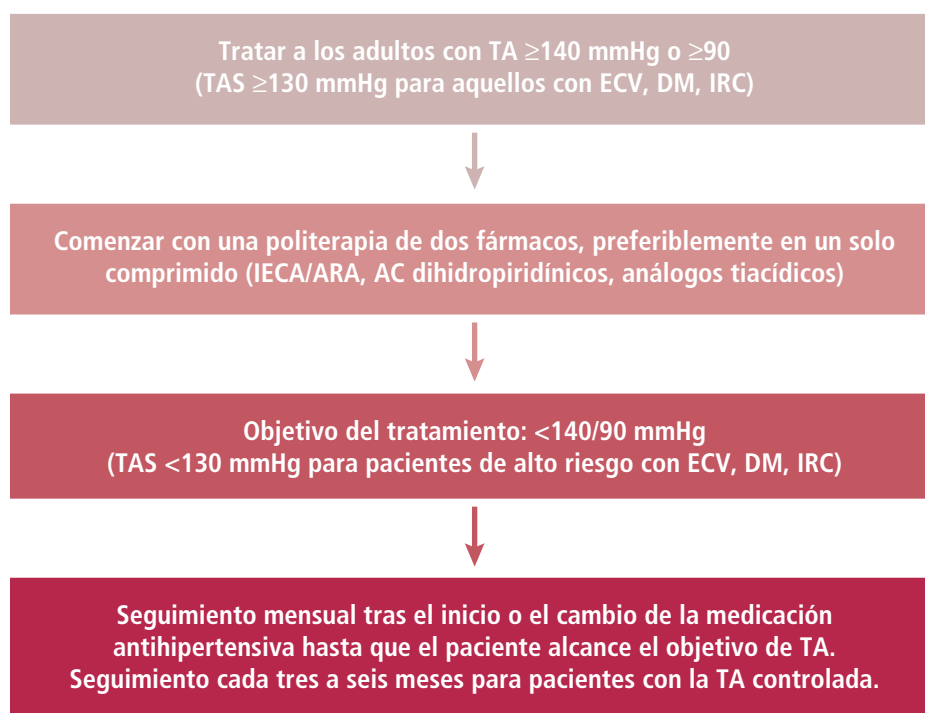 Tratar a los adultos con TA ≥140 mmHg o ≥90
(TAS ≥130 mmHg para aquellos con ECV, DM, IRC)
Comenzar con una politerapia de dos fármacos, preferiblemente en un solo
comprimido (IECA/ARA, AC dihidropiridínicos, análogos tiacídicos)
Objetivo del tratamiento: <140/90 mmHg
(TAS <130 mmHg para pacientes de alto riesgo con ECV, DM, IRC)
Seguimiento mensual tras el inicio o el cambio de la medicación
antihipertensiva hasta que el paciente alcance el objetivo de TA.
Seguimiento cada tres a seis meses para pacientes con la TA controlada.